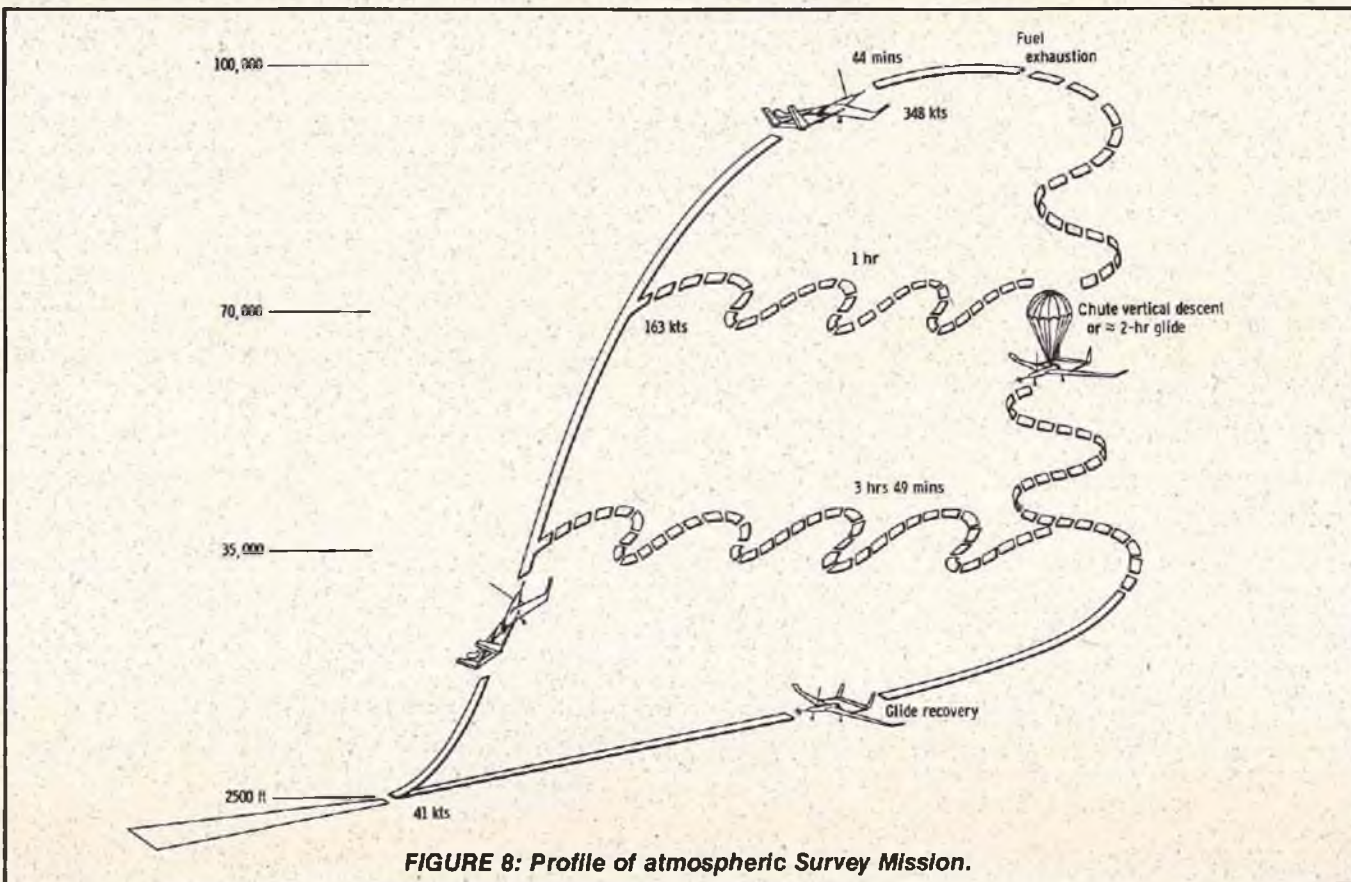 100,000
44 mins
Fuel
exhaustion
348 kts
1 hr
70,000
163 kts
Chute vertical descent
or ≈ 2-hr glide
3 hrs 49 mins
35,000
Glide recovery
2500 ft
41 kts
FIGURE 8: Profile of atmospheric Survey Mission.